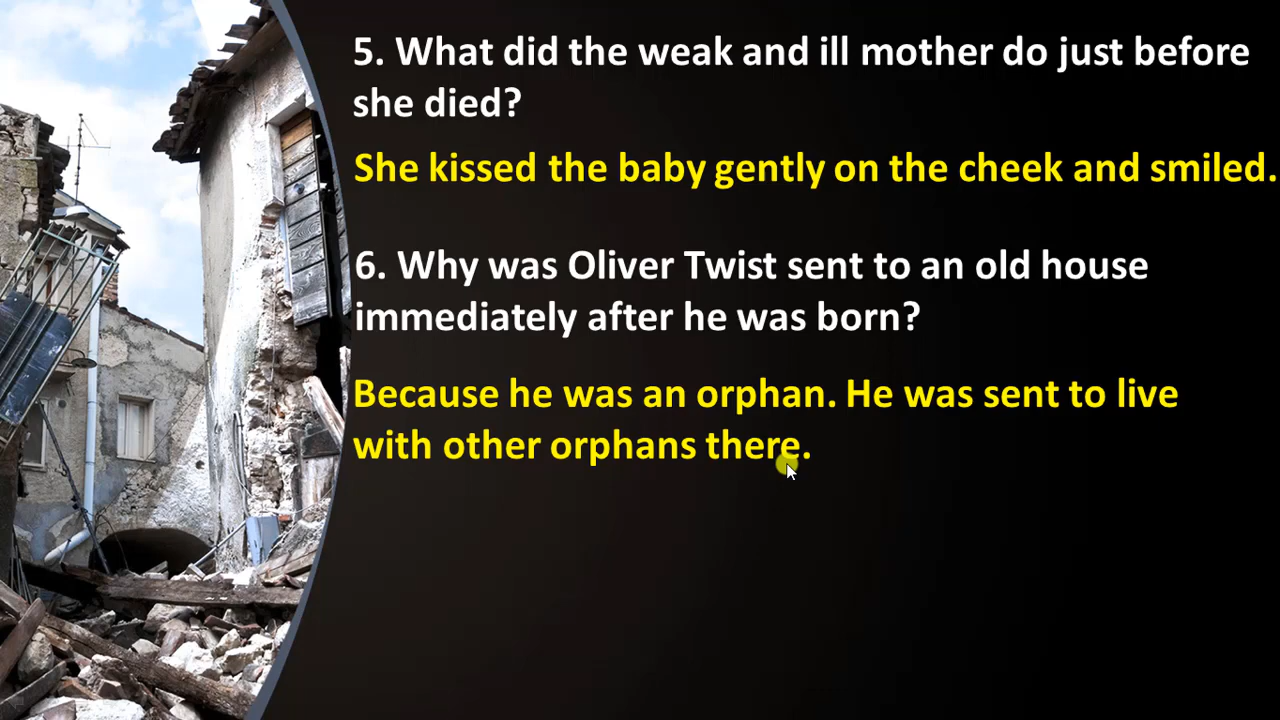 5. What did the weak and ill mother do just before
she died?
She kissed the baby gently on the cheek and smiled.
6. Why was Oliver Twist sent to an old house
immediately after he was born?
Because he was an orphan. He was sent to live
with other orphans there.